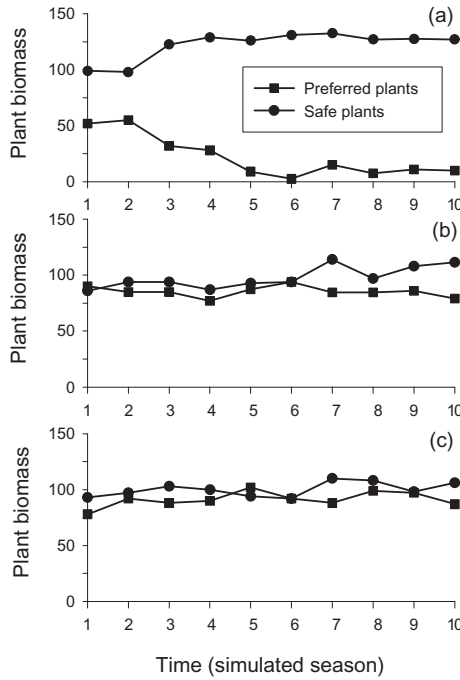 (a)
Plant biomass
150
100
50
0
Preferred plants
Safe plants
1 2 3 4 5 6 7 8 9 10
(b)
Plant biomass
150
100
50
0
1 2 3 4 5 6 7 8 9 10
(c)
Plant biomass
150
100
50
0
1 2 3 4 5 6 7 8 9 10
Time (simulated season)